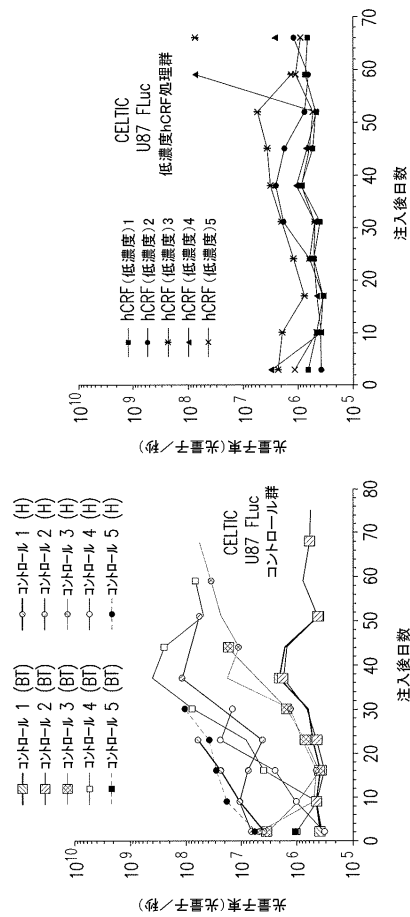 コントロール 1 (BT)
コントロール 2 (BT)
コントロール 3 (BT)
コントロール 4 (BT)
コントロール 5 (BT)
コントロール 1 (H)
コントロール 2 (H)
コントロール 3 (H)
コントロール 4 (H)
コントロール 5 (H)
CELTIC
U87 FLuc
コントロール群
光量子束(光量子/秒)
10^10
10^9
10^8
10^7
10^6
10^5
0 10 20 30 40 50 60 70 80
注入後日数
CELTIC
U87 FLuc
低濃度hCRF処理群
hCRF(低濃度)1
hCRF(低濃度)2
hCRF(低濃度)3
hCRF(低濃度)4
hCRF(低濃度)5
光量子束(光量子/秒)
10^10
10^9
10^8
10^7
10^6
10^5
0 10 20 30 40 50 60 70
注入後日数